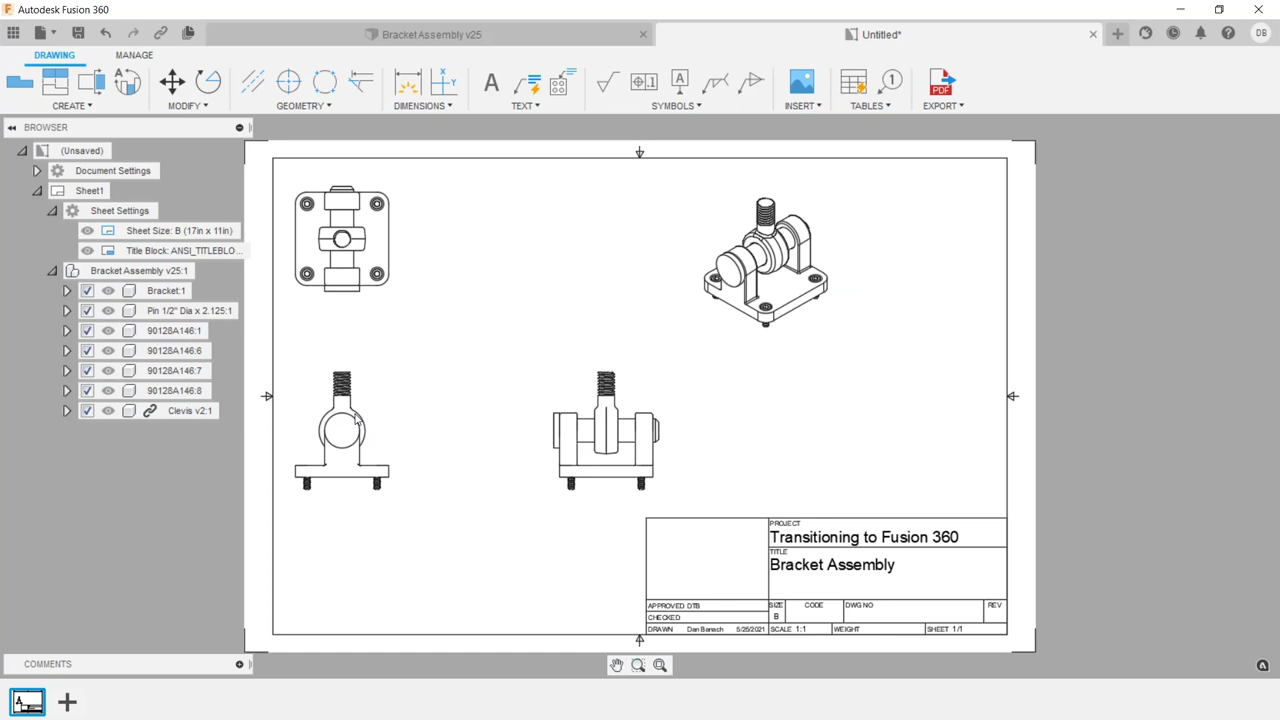 Autodesk Fusion 360
Bracket Assembly v25
Untitled*
DB
DRAWING
MANAGE
CREATE
MODIFY
GEOMETRY
DIMENSIONS
TEXT
SYMBOLS
INSERT
TABLES
PDF
EXPORT
BROWSER
(Unsaved)
Document Settings
Sheet1
Sheet Settings
Sheet Size: B (17in x 11in)
Title Block: ANSI_TITLEBLO...
Bracket Assembly v25:1
Bracket:1
Pin 1/2" Dia x 2.125:1
90128A146:1
90128A146:6
90128A146:7
90128A146:8
Clevis v2:1
PROJECT
Transitioning to Fusion 360
TITLE
Bracket Assembly
APPROVED DTB
SIZE
B
CODE
DWG NO
REV
CHECKED
DRAWN Dan Banach 5/25/2021
SCALE 1:1
WEIGHT
SHEET 1/1
COMMENTS